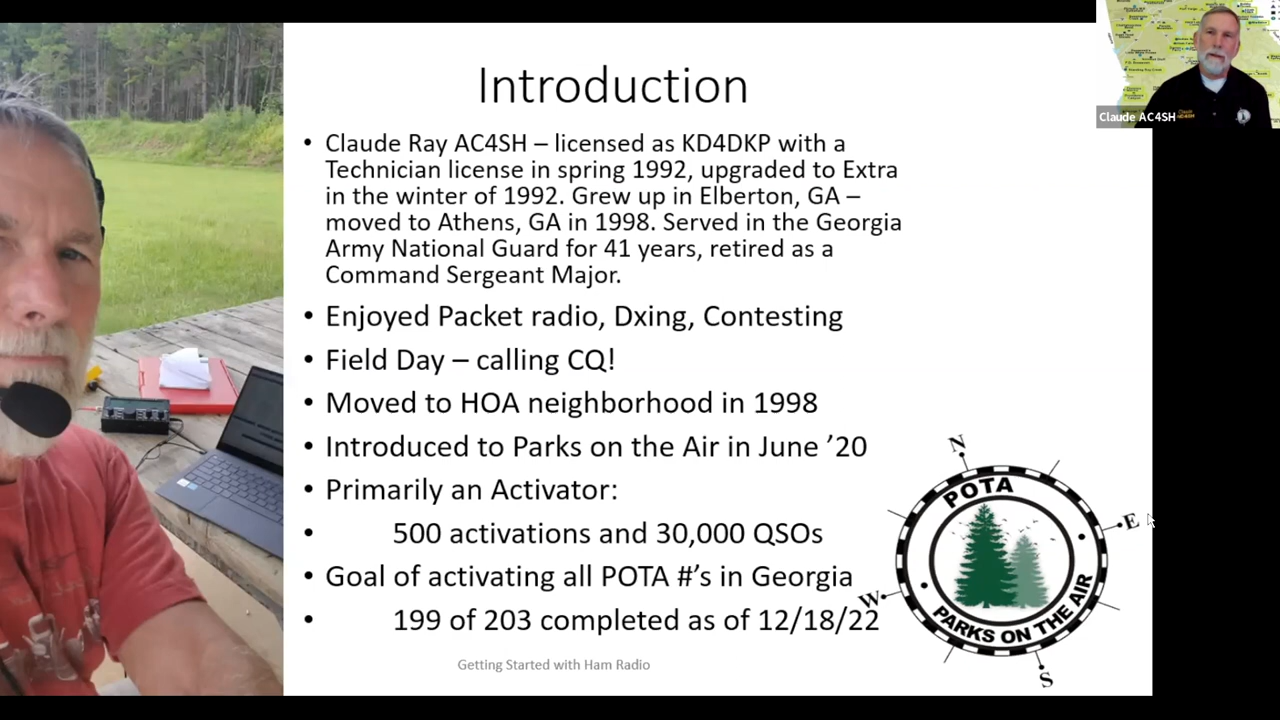 Introduction
Claude AC4SH
• Claude Ray AC4SH – licensed as KD4DKP with a
Technician license in spring 1992, upgraded to Extra
in the winter of 1992. Grew up in Elberton, GA –
moved to Athens, GA in 1998. Served in the Georgia
Army National Guard for 41 years, retired as a
Command Sergeant Major.
• Enjoyed Packet radio, Dxing, Contesting
• Field Day – calling CQ!
• Moved to HOA neighborhood in 1998
• Introduced to Parks on the Air in June ’20
• Primarily an Activator:
• 500 activations and 30,000 QSOs
• Goal of activating all POTA #’s in Georgia
• 199 of 203 completed as of 12/18/22
N
POTA
E
W
PARKS ON THE AIR
S
Getting Started with Ham Radio